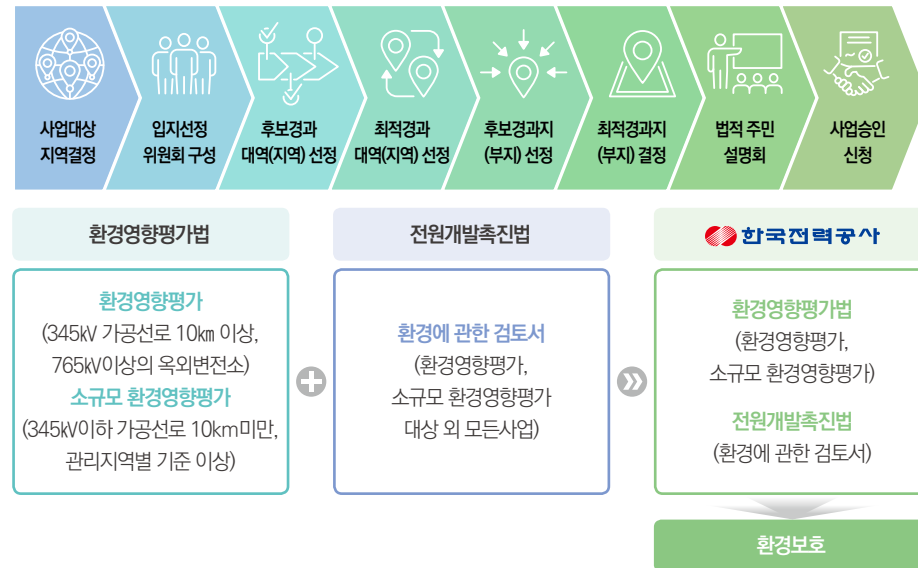 사업대상
지역결정
입지선정
위원회 구성
후보경과
대역(지역) 선정
최적경과
대역(지역) 선정
후보경과지
(부지) 선정
최적경과지
(부지) 결정
법적 주민
설명회
사업승인
신청
환경영향평가법
환경영향평가
(345kV 가공선로 10㎞ 이상,
765kV이상의 옥외변전소)
소규모 환경영향평가
(345kV이하 가공선로 10km미만,
관리지역별 기준 이상)
전원개발촉진법
환경에 관한 검토서
(환경영향평가,
소규모 환경영향평가
대상 외 모든사업)
한국전력공사
환경영향평가법
(환경영향평가,
소규모 환경영향평가)
전원개발촉진법
(환경에 관한 검토서)
환경보호